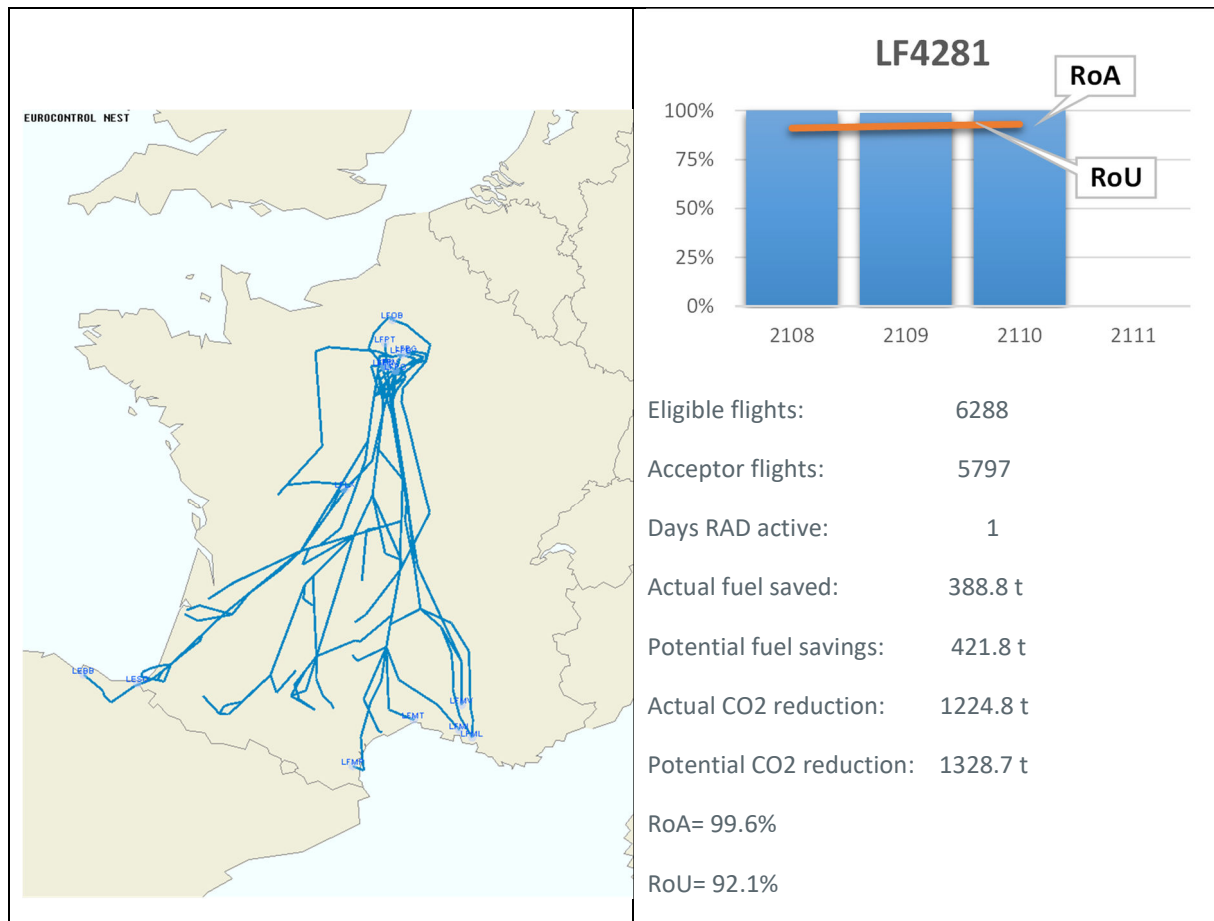 EUROCONTROL NEST
LFOB
LFPT
LEBB
LFMV
LFMT
LFML
LF4281
RoA
RoU
100%
75%
50%
25%
0%
2108 2109 2110 2111
Eligible flights: 6288
Acceptor flights: 5797
Days RAD active: 1
Actual fuel saved: 388.8 t
Potential fuel savings: 421.8 t
Actual CO2 reduction: 1224.8 t
Potential CO2 reduction: 1328.7 t
RoA= 99.6%
RoU= 92.1%